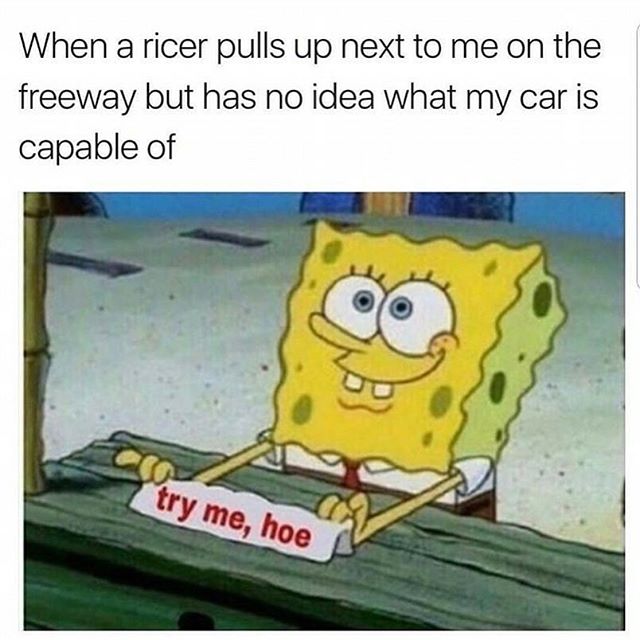 When a ricer pulls up next to me on the
freeway but has no idea what my car is
capable of
try me, hoe